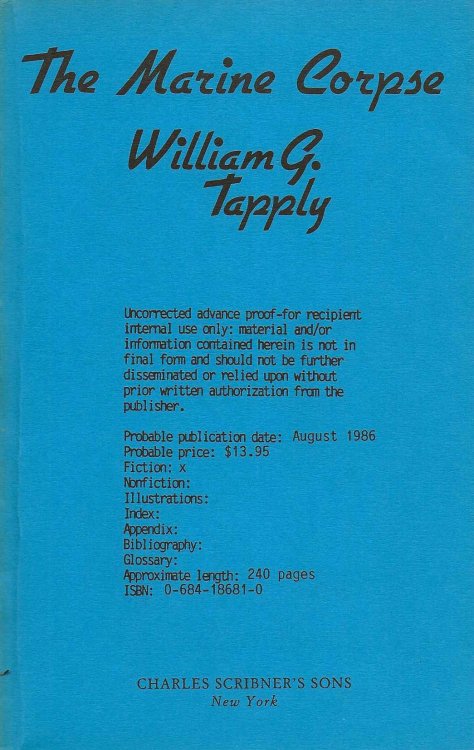 The Marine Corpse
William G.
Tapply
Uncorrected advance proof-for recipient
internal use only: material and/or
information contained herein is not in
final form and should not be further
disseminated or relied upon without
prior written authorization from the
publisher.
Probable publication date: August 1986
Probable price: $13.95
Fiction: x
Nonfiction:
Illustrations:
Index:
Appendix:
Bibliography:
Glossary:
Approximate length: 240 pages
ISBN: 0-684-18681-0
CHARLES SCRIBNER'S SONS
New York